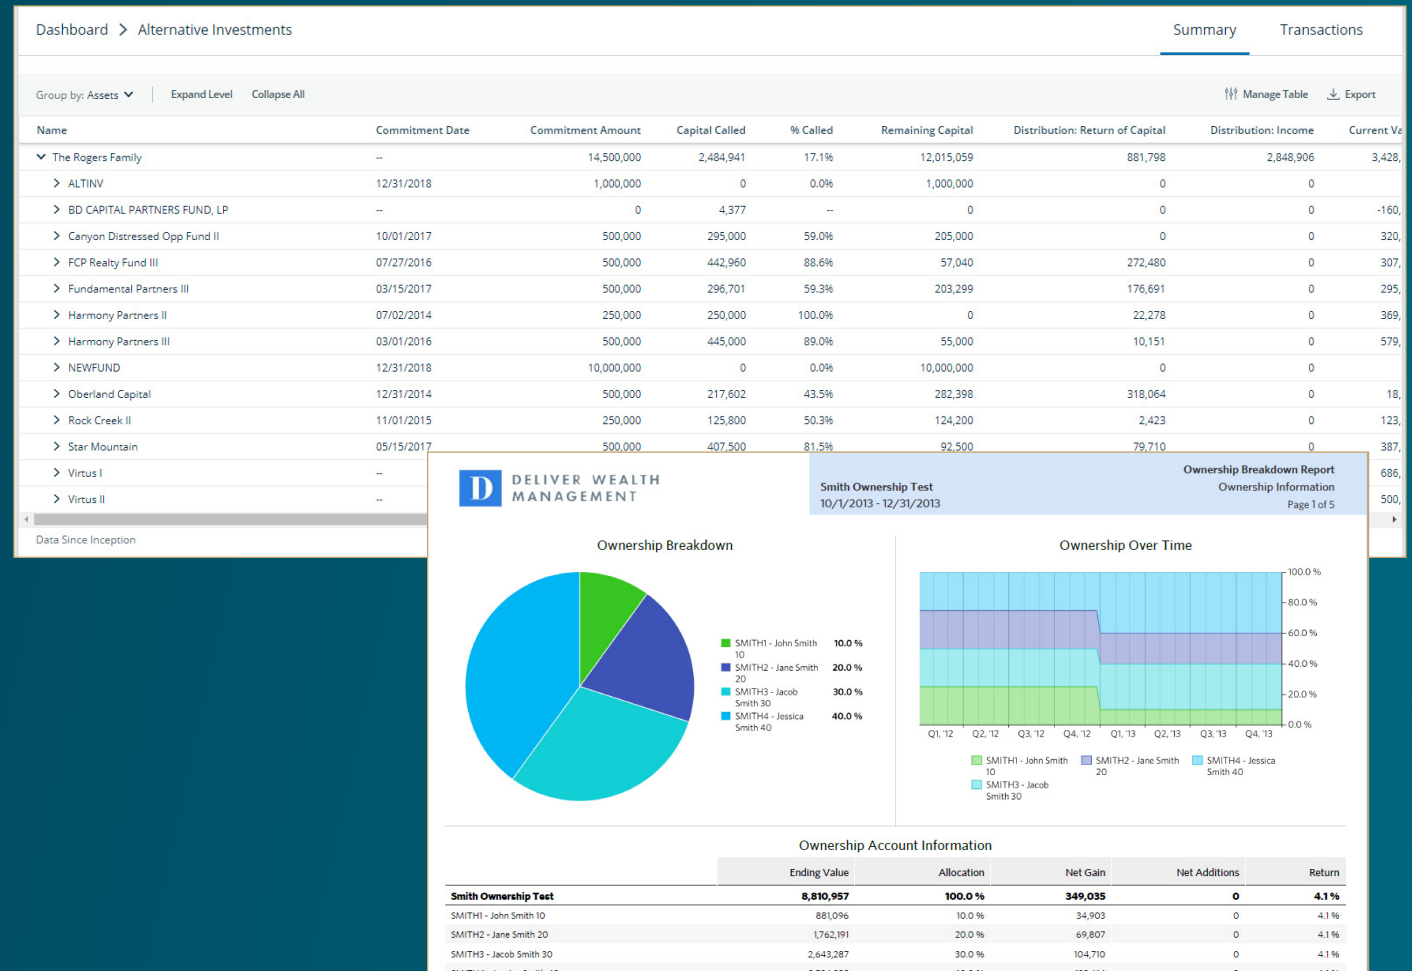 Dashboard > Alternative Investments
Summary Transactions
Group by: Assets Expand Level Collapse All Manage Table Export
Name Commitment Date Commitment Amount Capital Called % Called Remaining Capital Distribution: Return of Capital Distribution: Income Current Va
The Rogers Family -- 14,500,000 2,484,941 17.1% 12,015,059 881,798 2,848,906 3,428,
ALTINV 12/31/2018 1,000,000 0 0.0% 1,000,000 0 0
BD CAPITAL PARTNERS FUND, LP -- 0 4,377 -- 0 0 0 -160,
Canyon Distressed Opp Fund II 10/01/2017 500,000 295,000 59.0% 205,000 0 0 320,
FCP Realty Fund III 07/27/2016 500,000 442,960 88.6% 57,040 272,480 0 307,
Fundamental Partners III 03/15/2017 500,000 296,701 59.3% 203,299 176,691 0 295,
Harmony Partners II 07/02/2014 250,000 250,000 100.0% 0 22,278 0 369,
Harmony Partners III 03/01/2016 500,000 445,000 89.0% 55,000 10,151 0 579,
NEWFUND 12/31/2018 10,000,000 0 0.0% 10,000,000 0 0
Oberland Capital 12/31/2014 500,000 217,602 43.5% 282,398 318,064 0 18,
Rock Creek II 11/01/2015 250,000 125,800 50.3% 124,200 2,423 0 123,
Star Mountain 05/15/2017 500,000 407,500 81.5% 92,500 79,710 0 387,
Virtus I -- 686,
Virtus II -- 500,
Data Since Inception
D DELIVER WEALTH
MANAGEMENT
Smith Ownership Test
10/1/2013 - 12/31/2013
Ownership Breakdown Report
Ownership Information
Page 1 of 5
Ownership Breakdown
SMITH1 - John Smith 10.0 %
10
SMITH2 - Jane Smith 20.0 %
20
SMITH3 - Jacob 30.0 %
Smith 30
SMITH4 - Jessica 40.0 %
Smith 40
Ownership Over Time
100.0 %
80.0 %
60.0 %
40.0 %
20.0 %
0.0 %
Q1, '12 Q2, '12 Q3, '12 Q4, '12 Q1, '13 Q2, '13 Q3, '13 Q4, '13
SMITH1 - John Smith SMITH2 - Jane Smith SMITH4 - Jessica
10 20 Smith 40
SMITH3 - Jacob
Smith 30
Ownership Account Information
Ending Value Allocation Net Gain Net Additions Return
Smith Ownership Test 8,810,957 100.0 % 349,035 0 4.1 %
SMITH1 - John Smith 10 881,096 10.0 % 34,903 0 4.1 %
SMITH2 - Jane Smith 20 1,762,191 20.0 % 69,807 0 4.1 %
SMITH3 - Jacob Smith 30 2,643,287 30.0 % 104,710 0 4.1 %